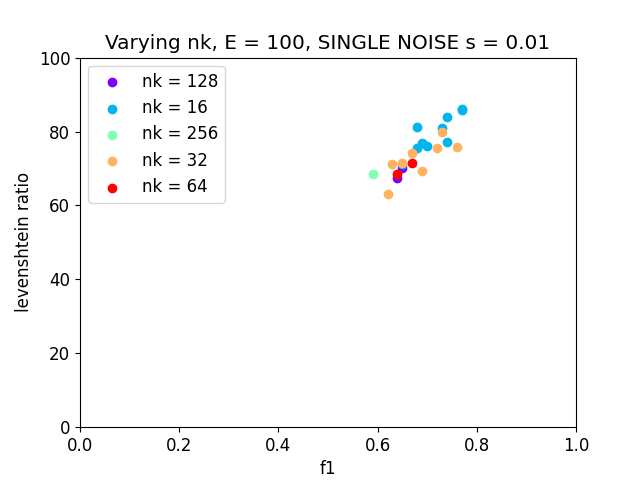 Varying nk, E = 100, SINGLE NOISE s = 0.01
100
80
60
40
20
0
levenshtein ratio
nk = 128
nk = 16
nk = 256
nk = 32
nk = 64
0.0 0.2 0.4 0.6 0.8 1.0
f1